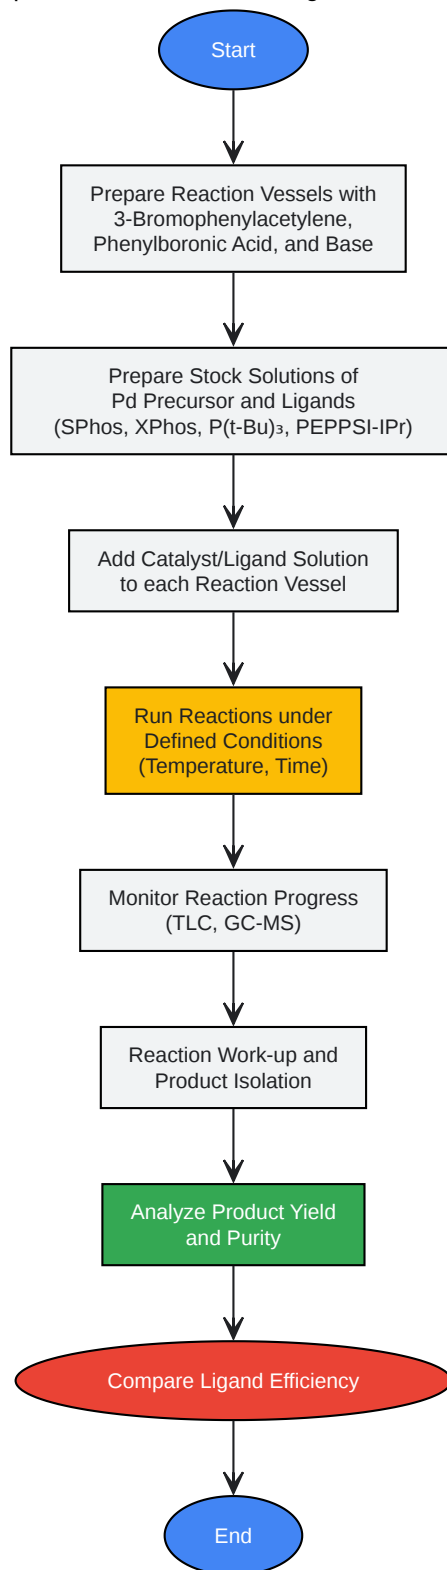 Start
Prepare Reaction Vessels with
3-Bromophenylacetylene,
Phenylboronic Acid, and Base
Prepare Stock Solutions of
Pd Precursor and Ligands
(SPhos, XPhos, P(t-Bu)₃, PEPPSI-IPr)
Add Catalyst/Ligand Solution
to each Reaction Vessel
Run Reactions under
Defined Conditions
(Temperature, Time)
Monitor Reaction Progress
(TLC, GC-MS)
Reaction Work-up and
Product Isolation
Analyze Product Yield
and Purity
Compare Ligand Efficiency
End